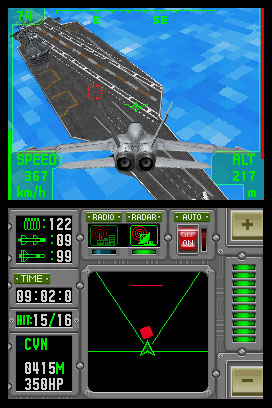 SPEED ALT
367 217
km/h m
:122
:09
:99
RADIO RADAR AUTO
OFF
ON
TIME
09:02:0
HIT:15/16
CVN
0415M
350HP